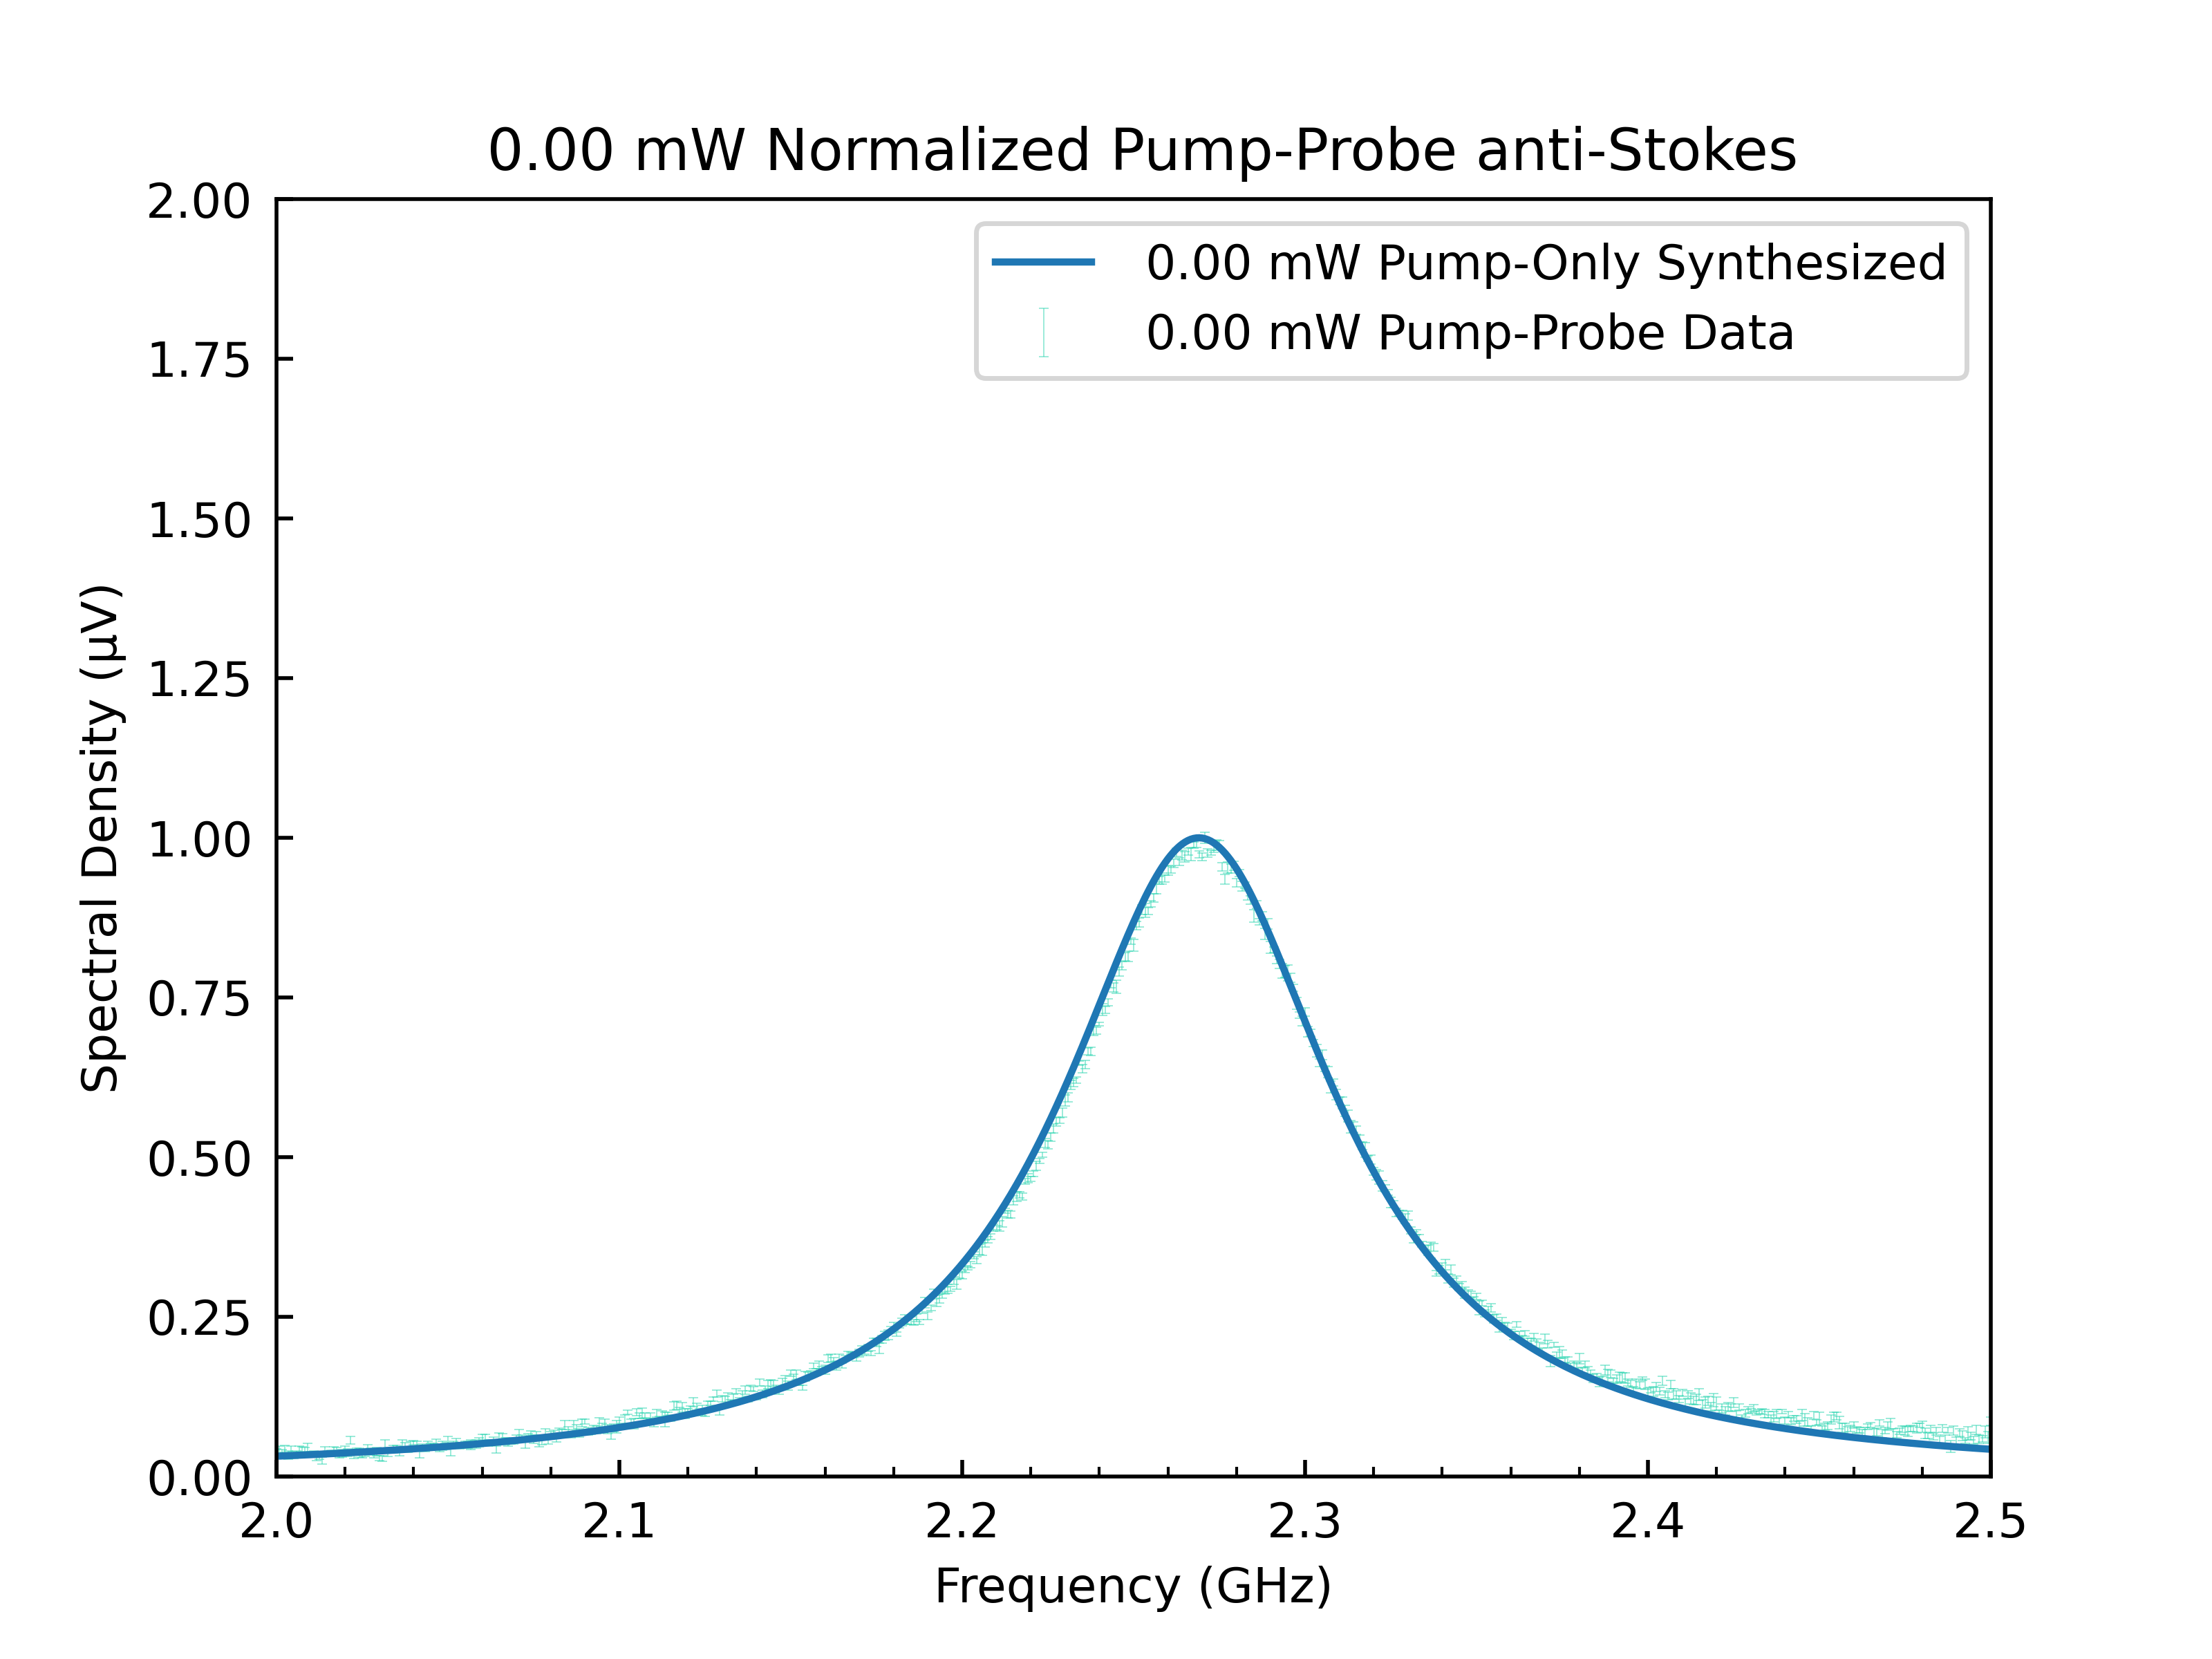 0.00 mW Normalized Pump-Probe anti-Stokes
0.00 mW Pump-Only Synthesized
0.00 mW Pump-Probe Data
Spectral Density (μV)
2.00
1.75
1.50
1.25
1.00
0.75
0.50
0.25
0.00
2.0 2.1 2.2 2.3 2.4 2.5
Frequency (GHz)